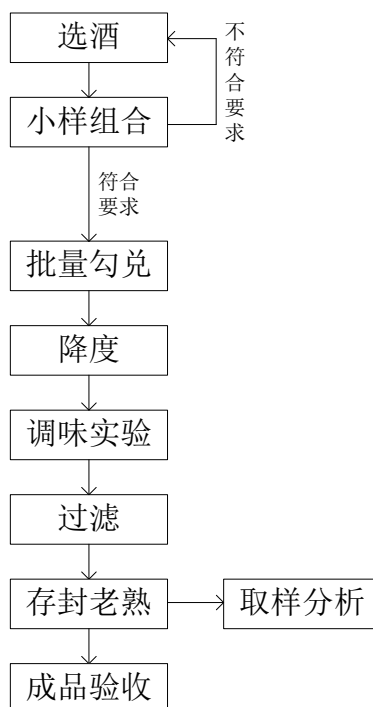 选酒
不
符
合
要
求
小样组合
符合
要求
批量勾兑
降度
调味实验
过滤
存封老熟
取样分析
成品验收